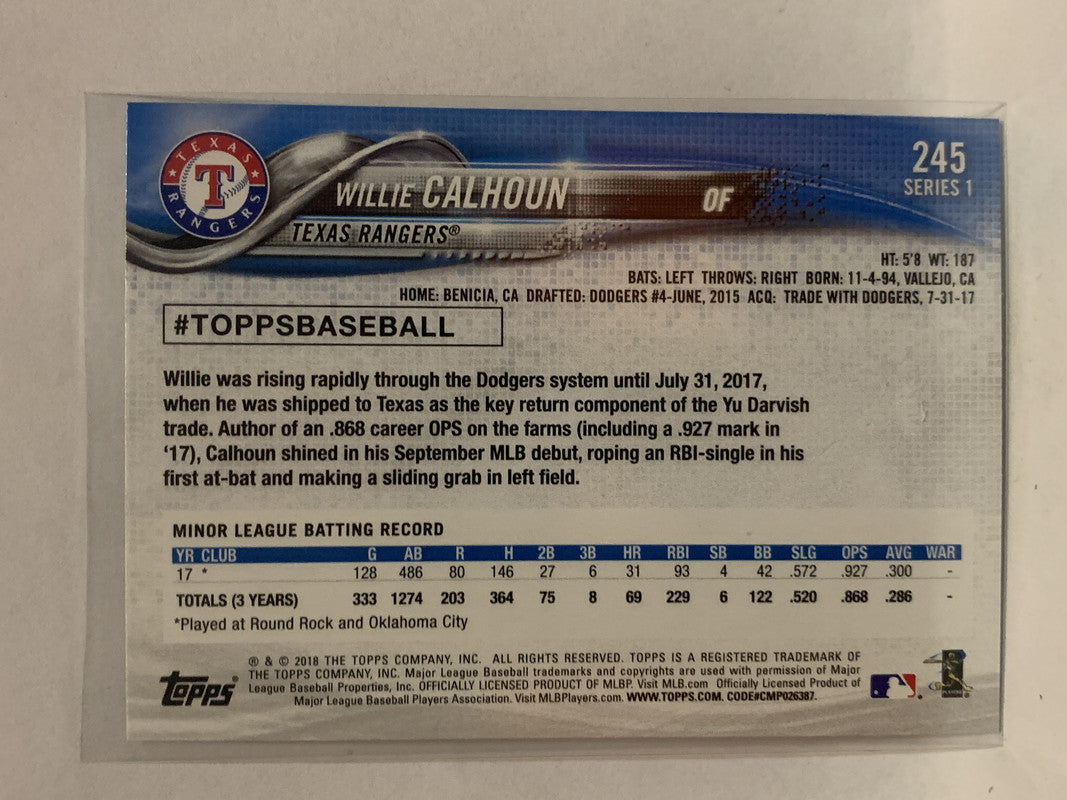 TEXAS
T
RANGERS
WILLIE CALHOUN
OF
245
SERIES 1
TEXAS RANGERS®
HT: 5'8 WT: 187
BATS: LEFT THROWS: RIGHT BORN: 11-4-94, VALLEJO, CA
HOME: BENICIA, CA DRAFTED: DODGERS #4-JUNE, 2015 ACQ: TRADE WITH DODGERS, 7-31-17
#TOPPSBASEBALL
Willie was rising rapidly through the Dodgers system until July 31, 2017,
when he was shipped to Texas as the key return component of the Yu Darvish
trade. Author of an .868 career OPS on the farms (including a .927 mark in
'17), Calhoun shined in his September MLB debut, roping an RBI-single in his
first at-bat and making a sliding grab in left field.
MINOR LEAGUE BATTING RECORD
YR CLUB G AB R H 2B 3B HR RBI SB BB SLG OPS AVG WAR
17 * 128 486 80 146 27 6 31 93 4 42 .572 .927 .300 -
TOTALS (3 YEARS) 333 1274 203 364 75 8 69 229 6 122 .520 .868 .286 -
*Played at Round Rock and Oklahoma City
topps®
® & © 2018 THE TOPPS COMPANY, INC. ALL RIGHTS RESERVED. TOPPS IS A REGISTERED TRADEMARK OF
THE TOPPS COMPANY, INC. Major League Baseball trademarks and copyrights are used with permission of Major
League Baseball Properties, Inc. OFFICIALLY LICENSED PRODUCT OF MLBP. Visit MLB.com Officially Licensed Product of
Major League Baseball Players Association. Visit MLBPlayers.com. WWW.TOPPS.COM. CODE#CMP026387.